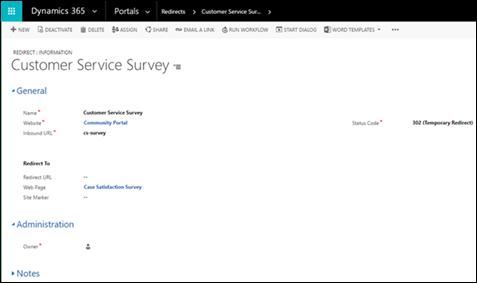 Dynamics 365 Portals Redirects Customer Service Sur...
NEW DEACTIVATE DELETE ASSIGN SHARE EMAIL A LINK RUN WORKFLOW START DIALOG WORD TEMPLATES ...
REDIRECT : INFORMATION
Customer Service Survey
General
Name* Customer Service Survey
Website* Community Portal Status Code* 302 (Temporary Redirect)
Inbound URL* cs-survey
Redirect To
Redirect URL --
Web Page Case Satisfaction Survey
Site Marker --
Administration
Owner*
Notes